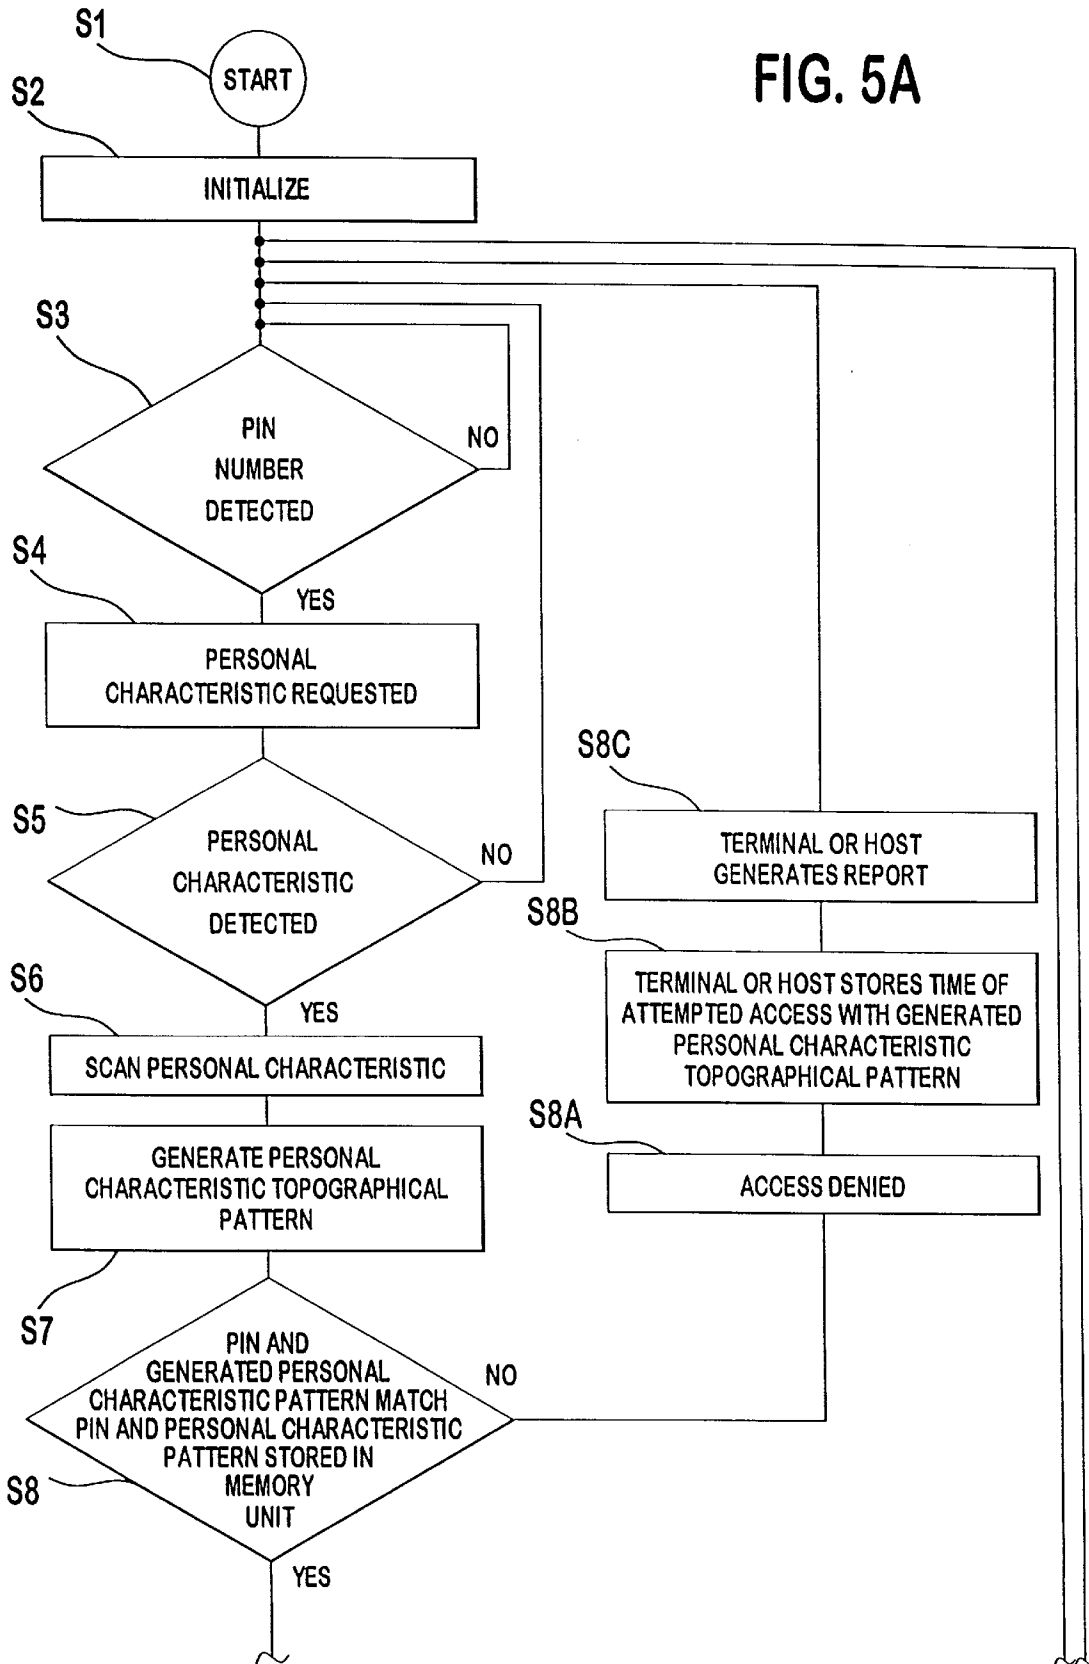 S1
START
FIG. 5A
S2
INITIALIZE
S3
PIN
NUMBER
DETECTED
NO
S4
YES
PERSONAL
CHARACTERISTIC REQUESTED
S5
PERSONAL
CHARACTERISTIC
DETECTED
NO
S8C
TERMINAL OR HOST
GENERATES REPORT
S8B
TERMINAL OR HOST STORES TIME OF
ATTEMPTED ACCESS WITH GENERATED
PERSONAL CHARACTERISTIC
TOPOGRAPHICAL PATTERN
S6
YES
SCAN PERSONAL CHARACTERISTIC
S8A
ACCESS DENIED
GENERATE PERSONAL
CHARACTERISTIC TOPOGRAPHICAL
PATTERN
S7
PIN AND
GENERATED PERSONAL
CHARACTERISTIC PATTERN MATCH
PIN AND PERSONAL CHARACTERISTIC
PATTERN STORED IN
MEMORY
UNIT
NO
S8
YES